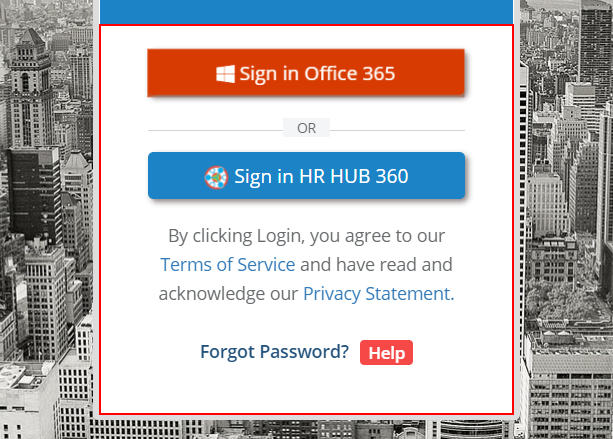 Sign in Office 365
OR
Sign in HR HUB 360
By clicking Login, you agree to our
Terms of Service and have read and
acknowledge our Privacy Statement.
Forgot Password? Help